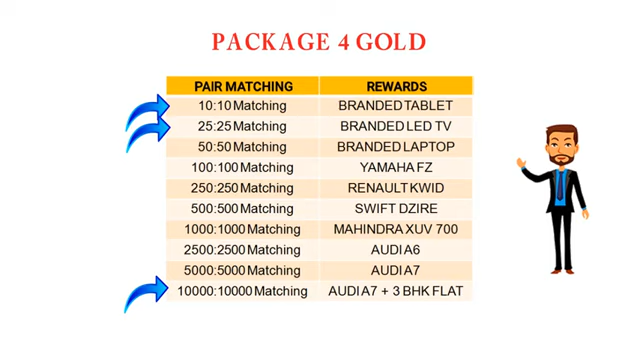 PACKAGE 4 GOLD
PAIR MATCHING REWARDS
10:10 Matching BRANDED TABLET
25:25 Matching BRANDED LED TV
50:50 Matching BRANDED LAPTOP
100:100 Matching YAMAHA FZ
250:250 Matching RENAULT KWID
500:500 Matching SWIFT DZIRE
1000:1000 Matching MAHINDRA XUV 700
2500:2500 Matching AUDI A6
5000:5000 Matching AUDI A7
10000:10000 Matching AUDI A7 + 3 BHK FLAT